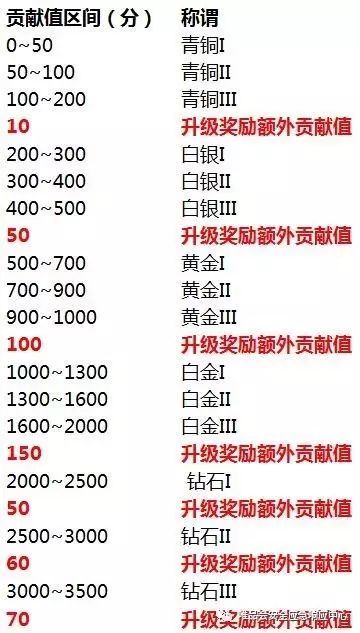 贡献值区间（分） 称谓
0~50 青铜I
50~100 青铜II
100~200 青铜III
10 升级奖励额外贡献值
200~300 白银I
300~400 白银II
400~500 白银III
50 升级奖励额外贡献值
500~700 黄金I
700~900 黄金II
900~1000 黄金III
100 升级奖励额外贡献值
1000~1300 白金I
1300~1600 白金II
1600~2000 白金III
150 升级奖励额外贡献值
2000~2500 钻石I
50 升级奖励额外贡献值
2500~3000 钻石II
60 升级奖励额外贡献值
3000~3500 钻石III
70 升级奖励额外贡献值